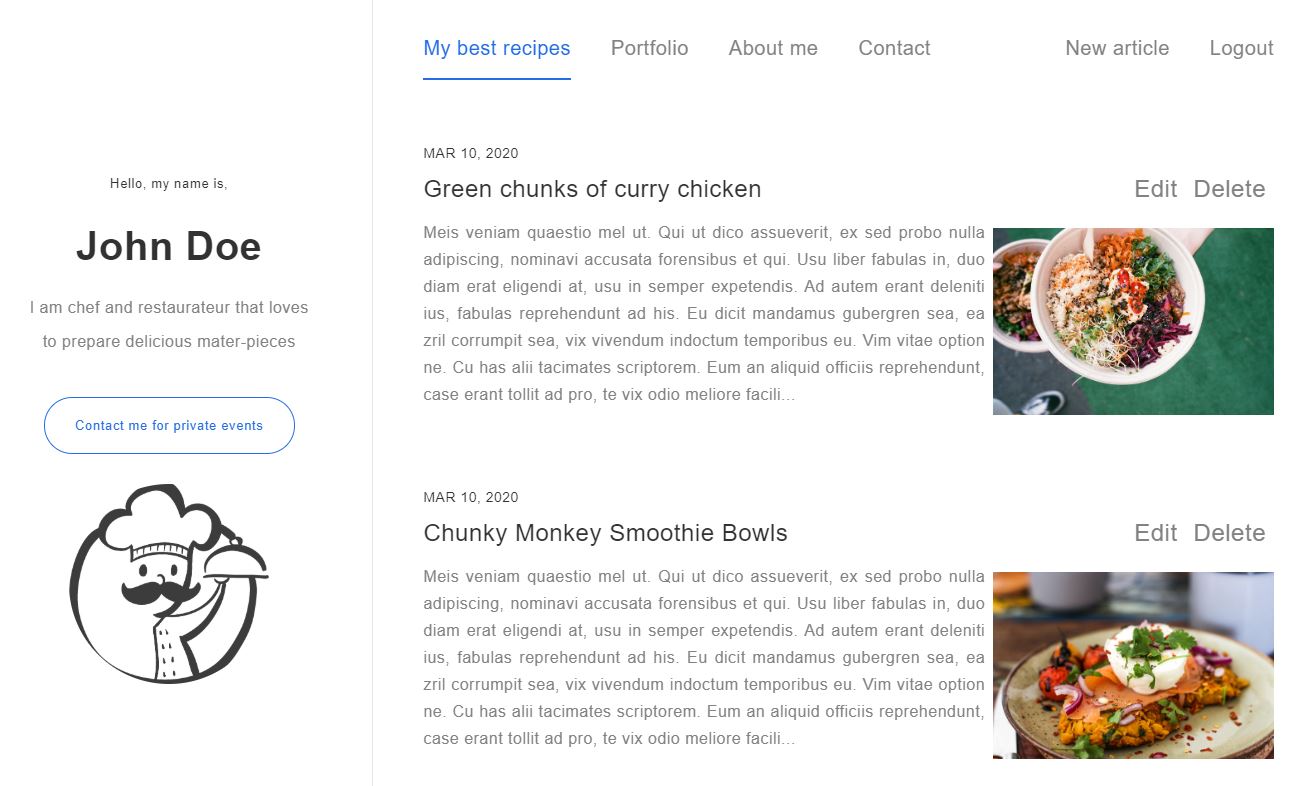 My best recipes Portfolio About me Contact New article Logout
Hello, my name is,
John Doe
I am chef and restaurateur that loves
to prepare delicious mater-pieces
Contact me for private events
MAR 10, 2020
Green chunks of curry chicken Edit Delete
Meis veniam quaestio mel ut. Qui ut dico assueverit, ex sed probo nulla
adipiscing, nominavi accusata forensibus et qui. Usu liber fabulas in, duo
diam erat eligendi at, usu in semper expetendis. Ad autem erant deleniti
ius, fabulas reprehendunt ad his. Eu dicit mandamus gubergren sea, ea
zril corrumpit sea, vix vivendum indoctum temporibus eu. Vim vitae option
ne. Cu has alii tacimates scriptorem. Eum an aliquid officiis reprehendunt,
case erant tollit ad pro, te vix odio meliore facili...
MAR 10, 2020
Chunky Monkey Smoothie Bowls Edit Delete
Meis veniam quaestio mel ut. Qui ut dico assueverit, ex sed probo nulla
adipiscing, nominavi accusata forensibus et qui. Usu liber fabulas in, duo
diam erat eligendi at, usu in semper expetendis. Ad autem erant deleniti
ius, fabulas reprehendunt ad his. Eu dicit mandamus gubergren sea, ea
zril corrumpit sea, vix vivendum indoctum temporibus eu. Vim vitae option
ne. Cu has alii tacimates scriptorem. Eum an aliquid officiis reprehendunt,
case erant tollit ad pro, te vix odio meliore facili...